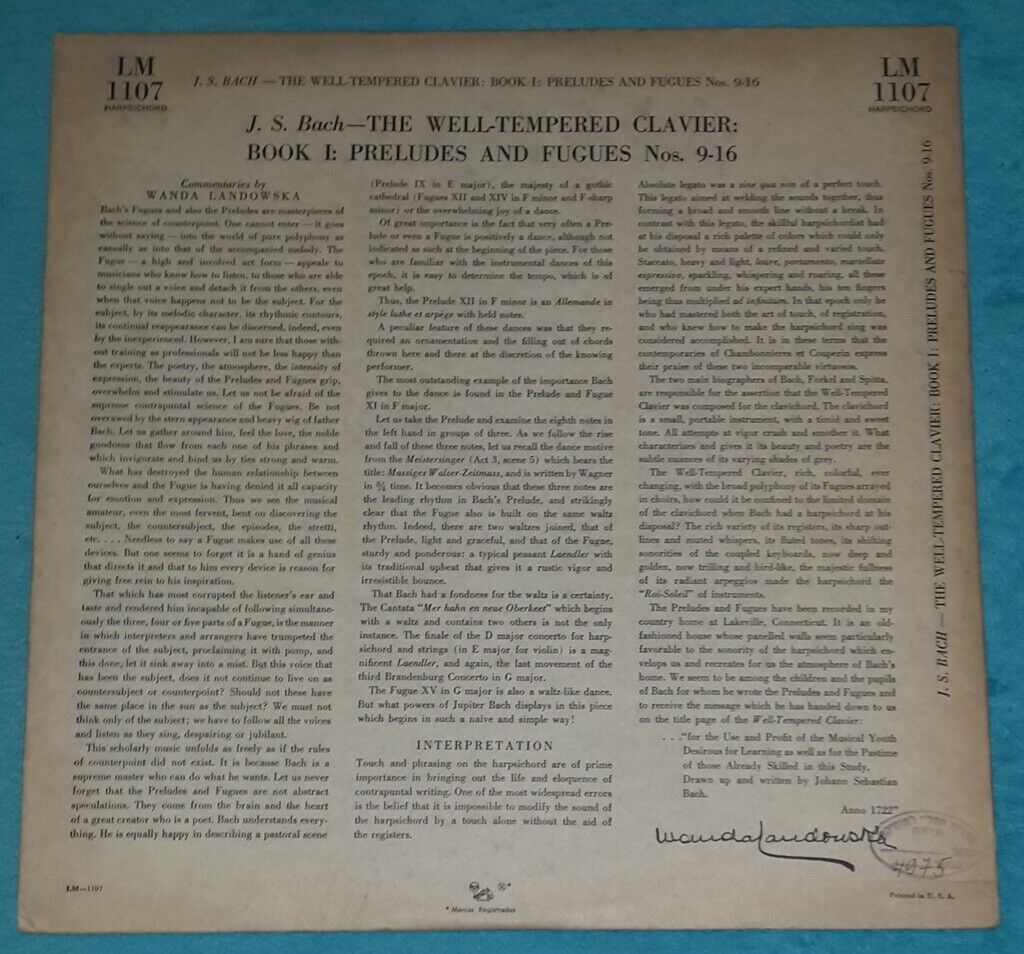 LM
1107
HARPSICHORD
J. S. BACH — THE WELL-TEMPERED CLAVIER: BOOK I: PRELUDES AND FUGUES Nos. 9-16
LM
1107
HARPSICHORD
J. S. Bach—THE WELL-TEMPERED CLAVIER:
BOOK I: PRELUDES AND FUGUES Nos. 9-16
Commentaries by
WANDA LANDOWSKA
Bach's Fugues and also the Preludes are masterpieces of
the science of counterpoint. One cannot enter — it goes
without saying — into the world of pure polyphony as
casually as into that of the accompanied melody. The
Fugue — a high and involved art form — appeals to
musicians who know how to listen, to those who are able
to single out a voice and detach it from the others, even
when that voice happens not to be the subject. For the
subject, by its melodic character, its rhythmic contours,
its continual reappearance can be discerned, indeed, even
by the inexperienced. However, I am sure that those with-
out training as professionals will not be less happy than
the experts. The poetry, the atmosphere, the intensity of
expression, the beauty of the Preludes and Fugues grip,
overwhelm and stimulate us. Let us not be afraid of the
supreme contrapuntal science of the Fugues. Be not
overawed by the stern appearance and heavy wig of father
Bach. Let us gather around him, feel the love, the noble
goodness that flow from each one of his phrases and
which invigorate and bind us by ties strong and warm.
What has destroyed the human relationship between
ourselves and the Fugue is having denied it all capacity
for emotion and expression. Thus we see the musical
amateur, even the most fervent, bent on discovering the
subject, the countersubject, the episodes, the stretti,
etc. . . . Needless to say a Fugue makes use of all these
devices. But one seems to forget it is a hand of genius
that directs it and that to him every device is reason for
giving free rein to his inspiration.
That which has most corrupted the listener's ear and
taste and rendered him incapable of following simultane-
ously the three, four or five parts of a Fugue, is the manner
in which interpreters and arrangers have trumpeted the
entrance of the subject, proclaiming it with pomp, and
this done, let it sink away into a mist. But this voice that
has been the subject, does it not continue to live on as
countersubject or counterpoint? Should not these have
the same place in the sun as the subject? We must not
think only of the subject; we have to follow all the voices
and listen as they sing, despairing or jubilant.
This scholarly music unfolds as freely as if the rules
of counterpoint did not exist. It is because Bach is a
supreme master who can do what he wants. Let us never
forget that the Preludes and Fugues are not abstract
speculations. They come from the brain and the heart
of a great creator who is a poet. Bach understands every-
thing. He is equally happy in describing a pastoral scene
(Prelude IX in E major), the majesty of a gothic
cathedral (Fugues XII and XIV in F minor and F-sharp
minor) or the overwhelming joy of a dance.
Of great importance is the fact that very often a Pre-
lude or even a Fugue is positively a dance, although not
indicated as such at the beginning of the piece. For those
who are familiar with the instrumental dances of this
epoch, it is easy to determine the tempo, which is of
great help.
Thus, the Prelude XII in F minor is an Allemande in
style luthe et arpège with held notes.
A peculiar feature of these dances was that they re-
quired an ornamentation and the filling out of chords
thrown here and there at the discretion of the knowing
performer.
The most outstanding example of the importance Bach
gives to the dance is found in the Prelude and Fugue
XI in F major.
Let us take the Prelude and examine the eighth notes in
the left hand in groups of three. As we follow the rise
and fall of these three notes, let us recall the dance motive
from the Meistersinger (Act 3, scene 5) which bears the
title: Massiges Walzer-Zeitmass, and is written by Wagner
in ¾ time. It becomes obvious that these three notes are
the leading rhythm in Bach's Prelude, and strikingly
clear that the Fugue also is built on the same waltz
rhythm. Indeed, there are two waltzes joined, that of
the Prelude, light and graceful, and that of the Fugue,
sturdy and ponderous: a typical peasant Laendler with
its traditional upbeat that gives it a rustic vigor and
irresistible bounce.
That Bach had a fondness for the waltz is a certainty.
The Cantata "Mer hahn en neue Oberkeet" which begins
with a waltz and contains two others is not the only
instance. The finale of the D major concerto for harp-
sichord and strings (in E major for violin) is a mag-
nificent Laendler, and again, the last movement of the
third Brandenburg Concerto in G major.
The Fugue XV in G major is also a waltz-like dance.
But what powers of Jupiter Bach displays in this piece
which begins in such a naive and simple way!
INTERPRETATION
Touch and phrasing on the harpsichord are of prime
importance in bringing out the life and eloquence of
contrapuntal writing. One of the most widespread errors
is the belief that it is impossible to modify the sound of
the harpsichord by a touch alone without the aid of
the registers.
Absolute legato was a sine qua non of a perfect touch.
This legato aimed at welding the sounds together, thus
forming a broad and smooth line without a break. In
contrast with this legato, the skillful harpsichordist had
at his disposal a rich palette of colors which could only
be obtained by means of a refined and varied touch.
Staccato, heavy and light, loure, portamento, marsellato
espressivo, sparkling, whispering and roaring, all these
emerged from under his expert hands, his ten fingers
being thus multiplied ad infinitum. In that epoch only he
who had mastered both the art of touch, of registration,
and who knew how to make the harpsichord sing was
considered accomplished. It is in these terms that the
contemporaries of Chambonnieres et Couperin express
their praise of these two incomparable virtuosos.
The two main biographers of Bach, Forkel and Spitta,
are responsible for the assertion that the Well-Tempered
Clavier was composed for the clavichord. The clavichord
is a small, portable instrument, with a timid and sweet
tone. All attempts at vigor crush and smother it. What
characterizes and gives it its beauty and poetry are the
subtle nuances of its varying shades of grey.
The Well-Tempered Clavier, rich, colorful, ever
changing, with the broad polyphony of its Fugues arrayed
in choirs, how could it be confined to the limited domain
of the clavichord when Bach had a harpsichord at his
disposal? The rich variety of its registers, its sharp out-
lines and muted whispers, its fluted tones, its shifting
sonorities of the coupled keyboards, now deep and
golden, now trilling and bird-like, the majestic fullness
of its radiant arpeggios made the harpsichord the
"Roi-Soleil" of instruments.
The Preludes and Fugues have been recorded in my
country home at Lakeville, Connecticut. It is an old-
fashioned house whose panelled walls seem particularly
favorable to the sonority of the harpsichord which en-
velops us and recreates for us the atmosphere of Bach's
home. We seem to be among the children and the pupils
of Bach for whom he wrote the Preludes and Fugues and
to receive the message which he has handed down to us
on the title page of the Well-Tempered Clavier:
. . ."for the Use and Profit of the Musical Youth
Desirous for Learning as well as for the Pastime
of those Already Skilled in this Study.
Drawn up and written by Johann Sebastian
Bach.
Anno 1722"
Wanda Landowska
4975
J. S. BACH — THE WELL-TEMPERED CLAVIER: BOOK I: PRELUDES AND FUGUES Nos. 9-16
LM—1107
®*
* Marcas Registradas
Printed in U. S. A.